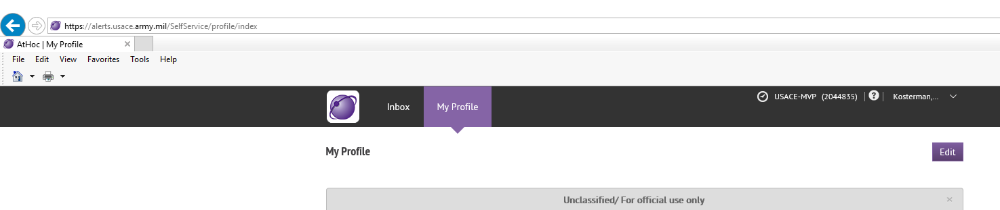 https://alerts.usace.army.mil/SelfService/profile/index
AtHoc | My Profile ×
File Edit View Favorites Tools Help
Inbox My Profile USACE-MVP (2044835) | ? | Kosterman,...
My Profile Edit
Unclassified/ For official use only ×